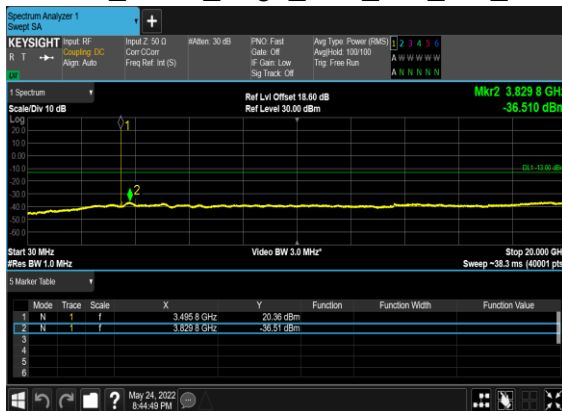 Spectrum Analyzer 1
Swept SA
+
KEYSIGHT Input: RF Input Z: 50 Ω #Atten: 30 dB PNO: Fast Avg Type: Power (RMS) 1 2 3 4 5 6
R T Coupling: DC Corr CCorr Gate: Off Avg|Hold: 100/100 A W W W W W
Align: Auto Freq Ref: Int (S) IF Gain: Low Trig: Free Run
Sig Track: Off A N N N N N
1 Spectrum Ref Lvl Offset 18.60 dB Mkr2 3.829 8 GHz
Scale/Div 10 dB Ref Level 30.00 dBm -36.510 dBm
Log
20.0
10.0
0.00
-10.0
-20.0
-30.0
-40.0
-50.0
-60.0
1
2
DL1 -13.00 dBm
Start 30 MHz Video BW 3.0 MHz* Stop 20.000 GHz
#Res BW 1.0 MHz Sweep ~38.3 ms (40001 pts)
5 Marker Table
Mode Trace Scale X Y Function Function Width Function Value
1 N 1 f 3.495 8 GHz 20.36 dBm
2 N 1 f 3.829 8 GHz -36.51 dBm
3
4
5
6
? May 24, 2022
8:44:49 PM